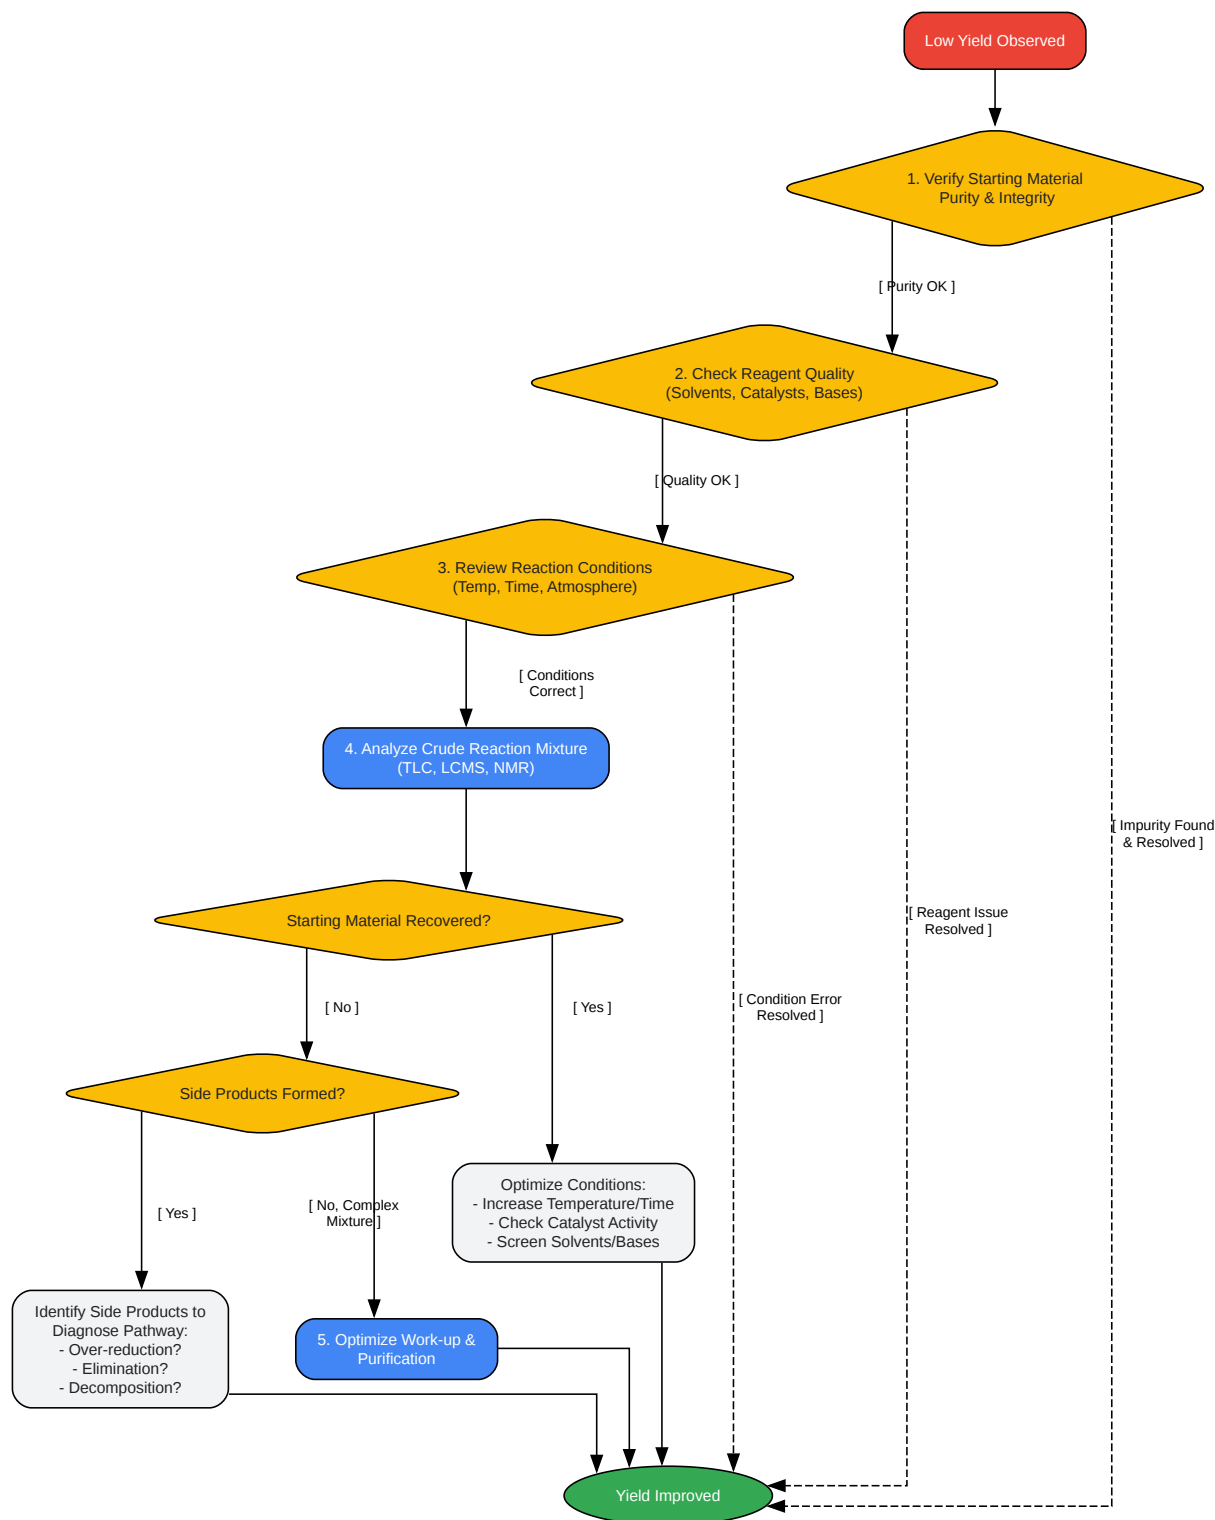 Low Yield Observed
1. Verify Starting Material
Purity & Integrity
[ Purity OK ]
2. Check Reagent Quality
(Solvents, Catalysts, Bases)
[ Quality OK ]
3. Review Reaction Conditions
(Temp, Time, Atmosphere)
[ Conditions
Correct ]
4. Analyze Crude Reaction Mixture
(TLC, LCMS, NMR)
[ Impurity Found
& Resolved ]
Starting Material Recovered?
[ Reagent Issue
Resolved ]
[ No ]
[ Yes ]
[ Condition Error
Resolved ]
Side Products Formed?
[ Yes ]
[ No, Complex
Mixture ]
Optimize Conditions:
- Increase Temperature/Time
- Check Catalyst Activity
- Screen Solvents/Bases
Identify Side Products to
Diagnose Pathway:
- Over-reduction?
- Elimination?
- Decomposition?
5. Optimize Work-up &
Purification
Yield Improved